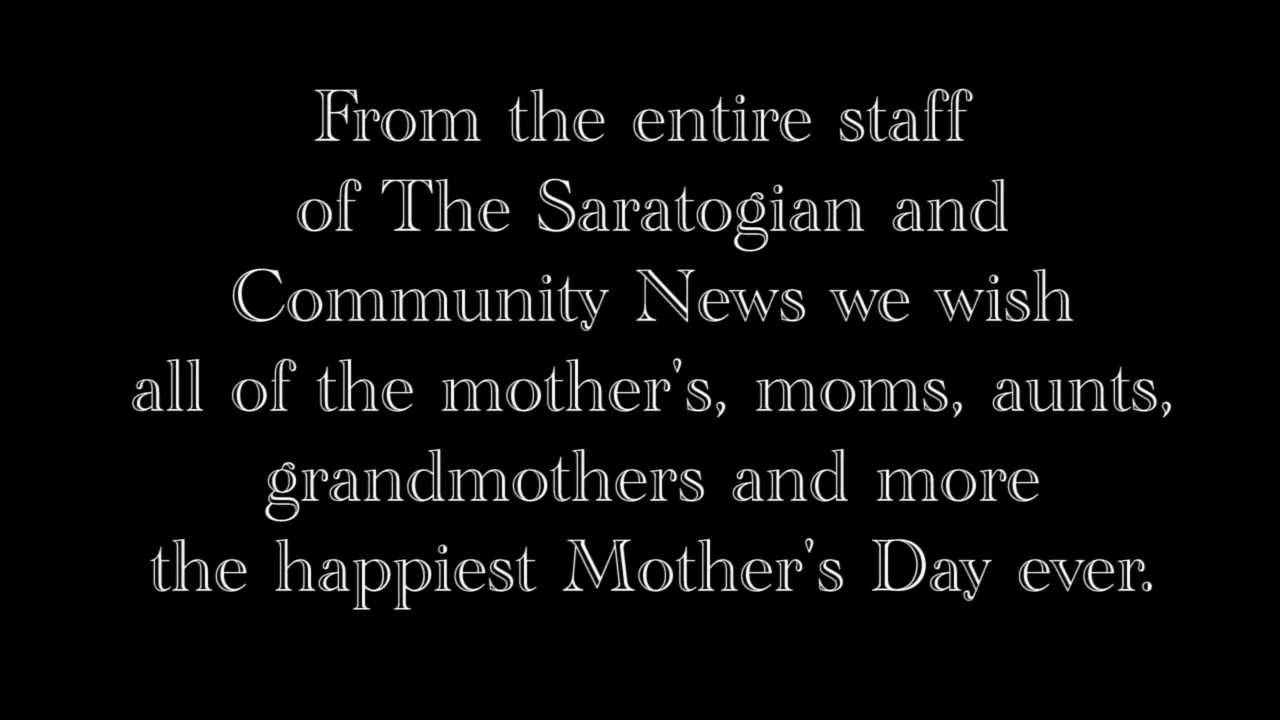 From the entire staff
of The Saratogian and
Community News we wish
all of the mother's, moms, aunts,
grandmothers and more
the happiest Mother's Day ever.